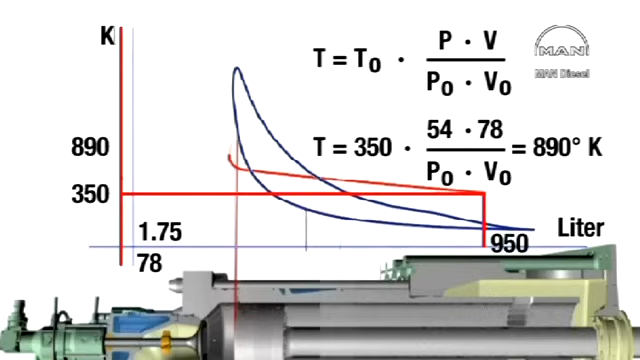 K
T = T₀ · P · V / P₀ · V₀
MAN
MAN Diesel
T = 350 · 54 · 78 / P₀ · V₀ = 890° K
890
350
1.75
78
950
Liter